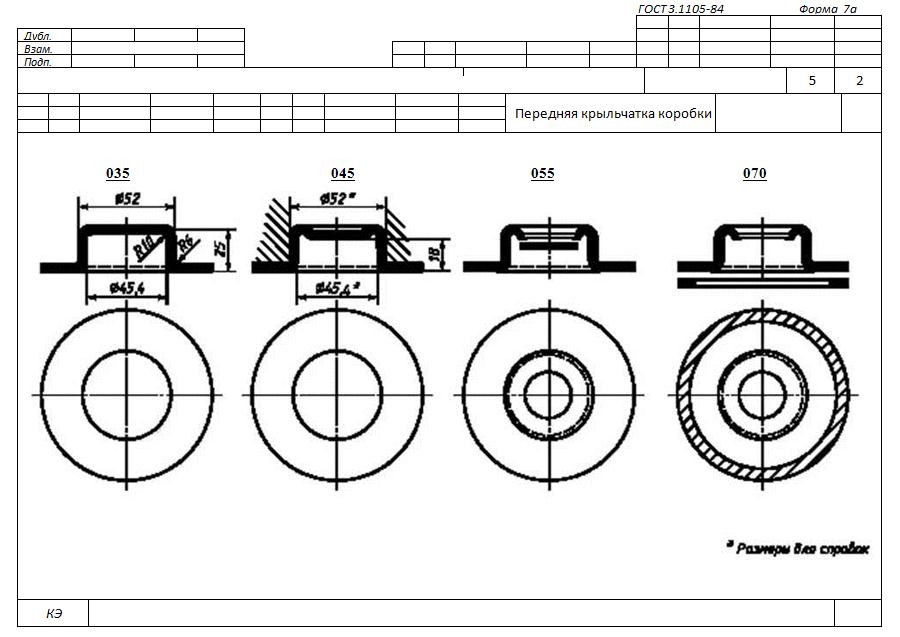 ГОСТ 3.1105-84 Форма 7а
Дубл.
Взам.
Подп.
5 2
Передняя крыльчатка коробки
035 045 055 070
Ø52 Ø52*
R10 R6 25 18
Ø45,4 Ø45,4*
* Размеры для справок
КЭ